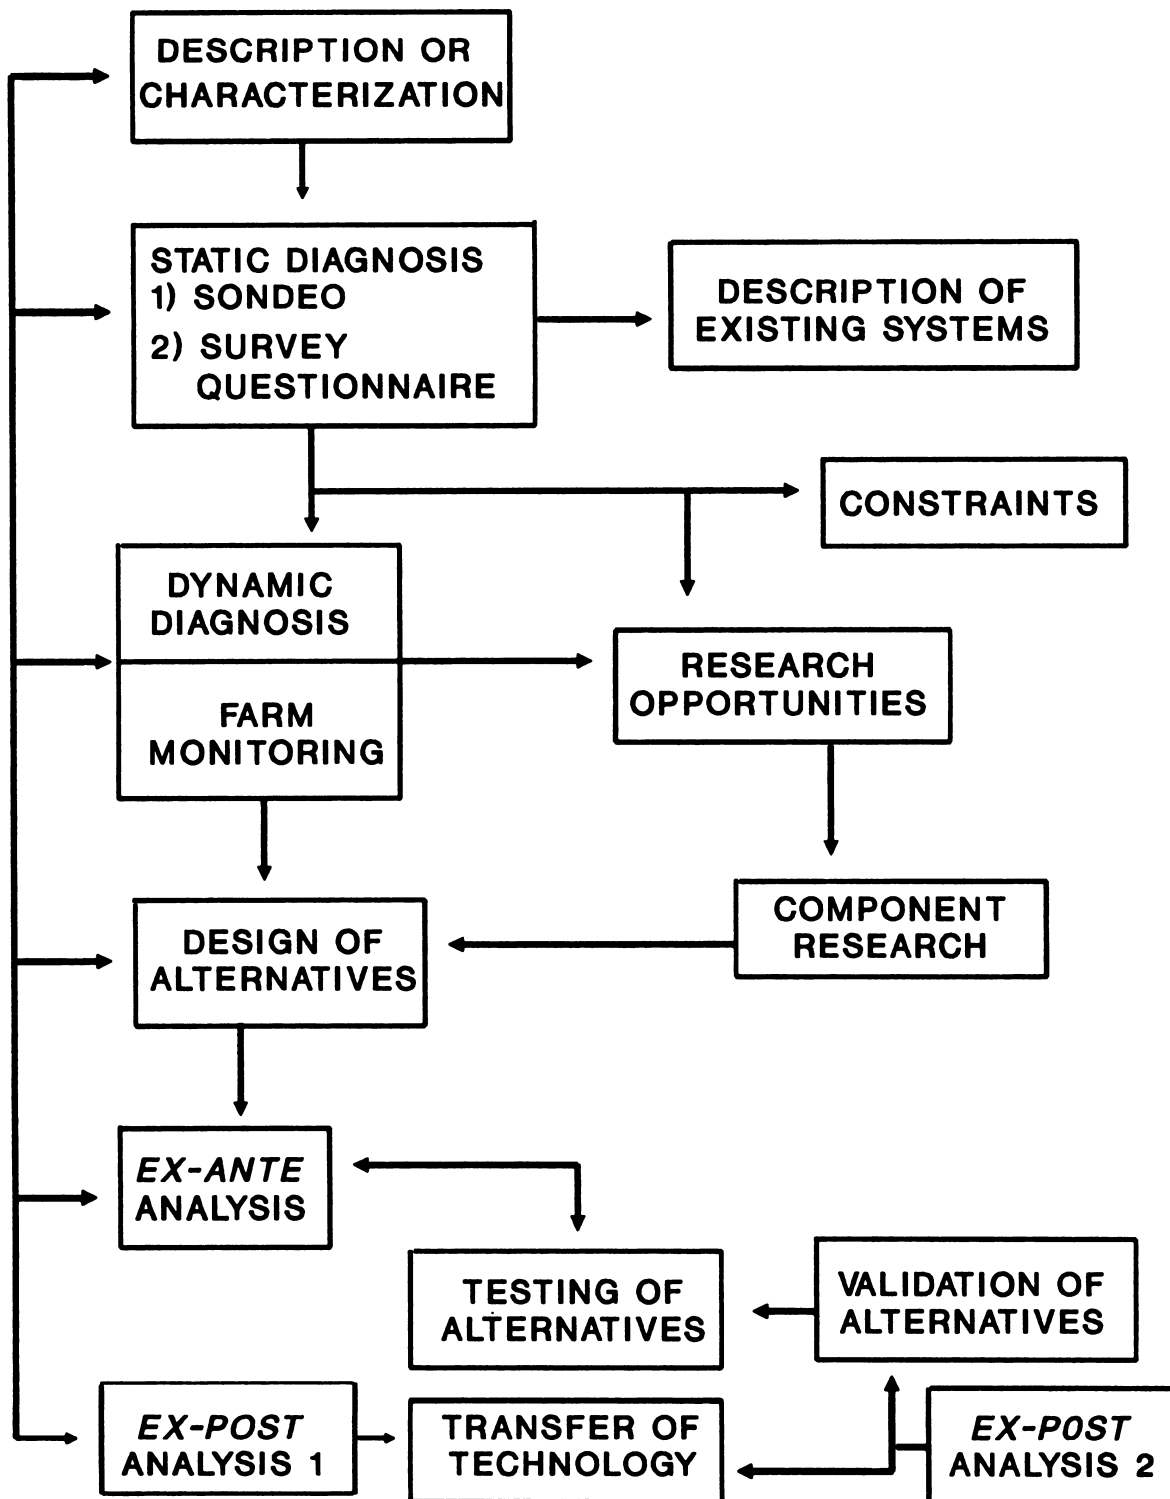 DESCRIPTION OR
CHARACTERIZATION
STATIC DIAGNOSIS
1) SONDEO
2) SURVEY
QUESTIONNAIRE
DESCRIPTION OF
EXISTING SYSTEMS
CONSTRAINTS
DYNAMIC
DIAGNOSIS
FARM
MONITORING
RESEARCH
OPPORTUNITIES
COMPONENT
RESEARCH
DESIGN OF
ALTERNATIVES
EX-ANTE
ANALYSIS
TESTING OF
ALTERNATIVES
VALIDATION OF
ALTERNATIVES
EX-POST
ANALYSIS 1
TRANSFER OF
TECHNOLOGY
EX-POST
ANALYSIS 2